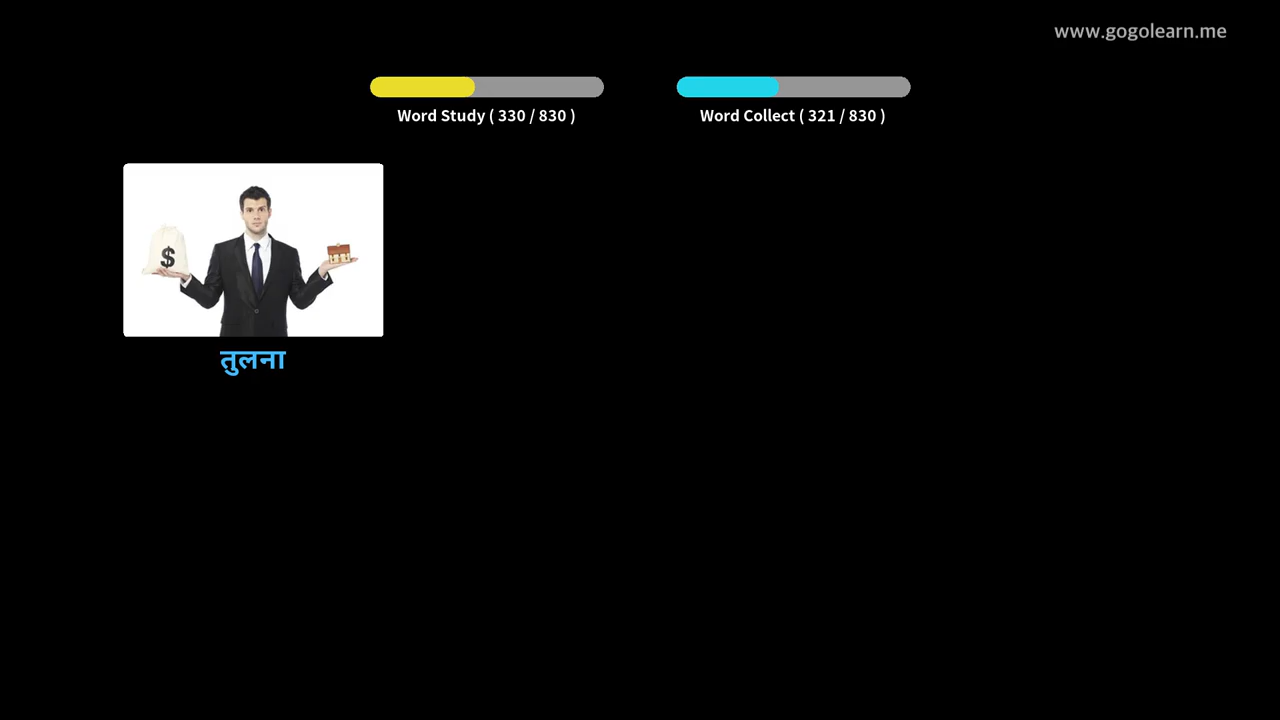 www.gogolearn.me
Word Study ( 330 / 830 )
Word Collect ( 321 / 830 )
$
तुलना